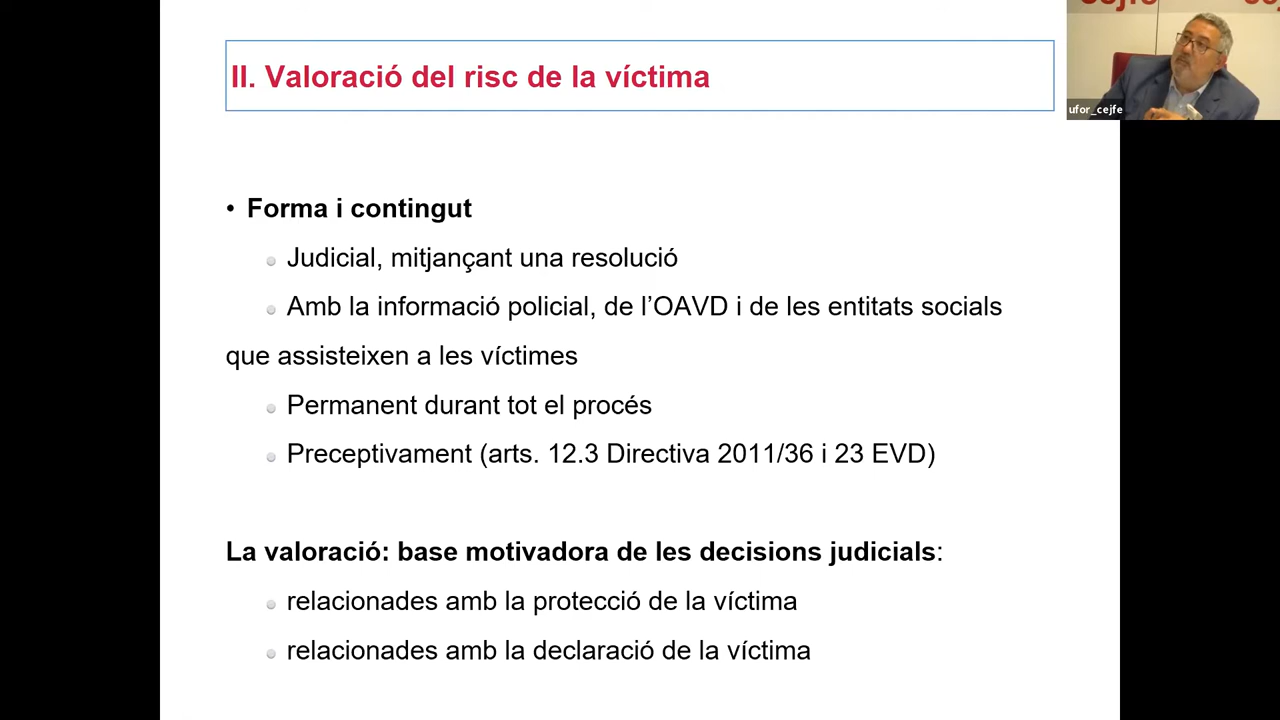 cejfe
II. Valoració del risc de la víctima
ufor_cejfe
• Forma i contingut
Judicial, mitjançant una resolució
Amb la informació policial, de l’OAVD i de les entitats socials
que assisteixen a les víctimes
Permanent durant tot el procés
Preceptivament (arts. 12.3 Directiva 2011/36 i 23 EVD)
La valoració: base motivadora de les decisions judicials:
relacionades amb la protecció de la víctima
relacionades amb la declaració de la víctima